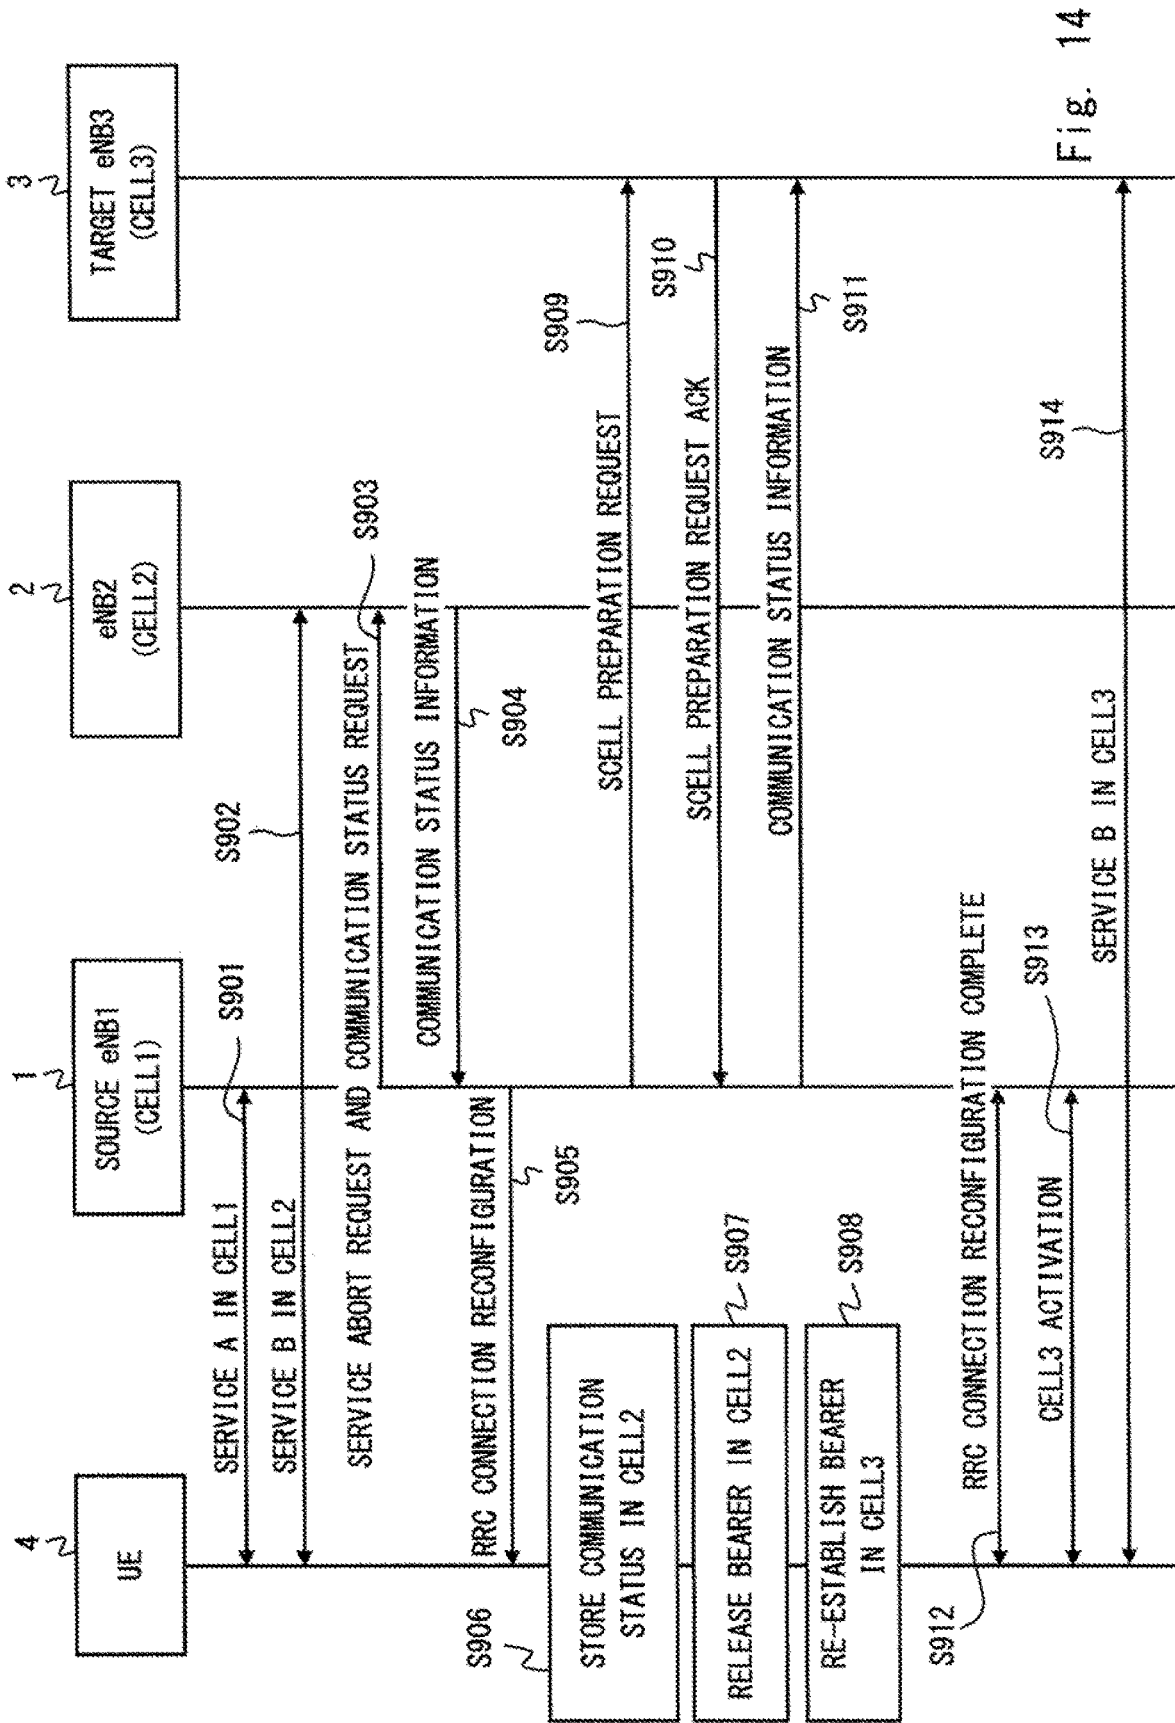 4
UE
1
SOURCE eNB1
(CELL1)
2
eNB2
(CELL2)
3
TARGET eNB3
(CELL3)
SERVICE A IN CELL1
S901
SERVICE B IN CELL2
S902
SERVICE ABORT REQUEST AND COMMUNICATION STATUS REQUEST
S903
COMMUNICATION STATUS INFORMATION
S904
RRC CONNECTION RECONFIGURATION
S905
S906
STORE COMMUNICATION
STATUS IN CELL2
RELEASE BEARER IN CELL2
S907
RE-ESTABLISH BEARER
IN CELL3
S908
SCELL PREPARATION REQUEST
S909
SCELL PREPARATION REQUEST ACK
S910
COMMUNICATION STATUS INFORMATION
S911
S912
RRC CONNECTION RECONFIGURATION COMPLETE
CELL3 ACTIVATION
S913
SERVICE B IN CELL3
S914
Fig. 14